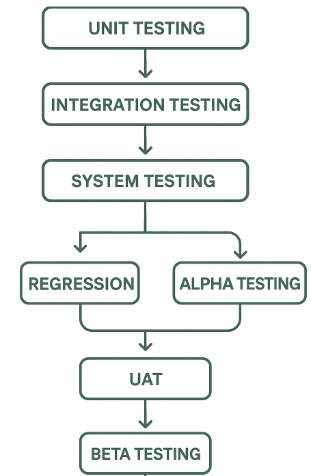 UNIT TESTING
INTEGRATION TESTING
SYSTEM TESTING
REGRESSION
ALPHA TESTING
UAT
BETA TESTING